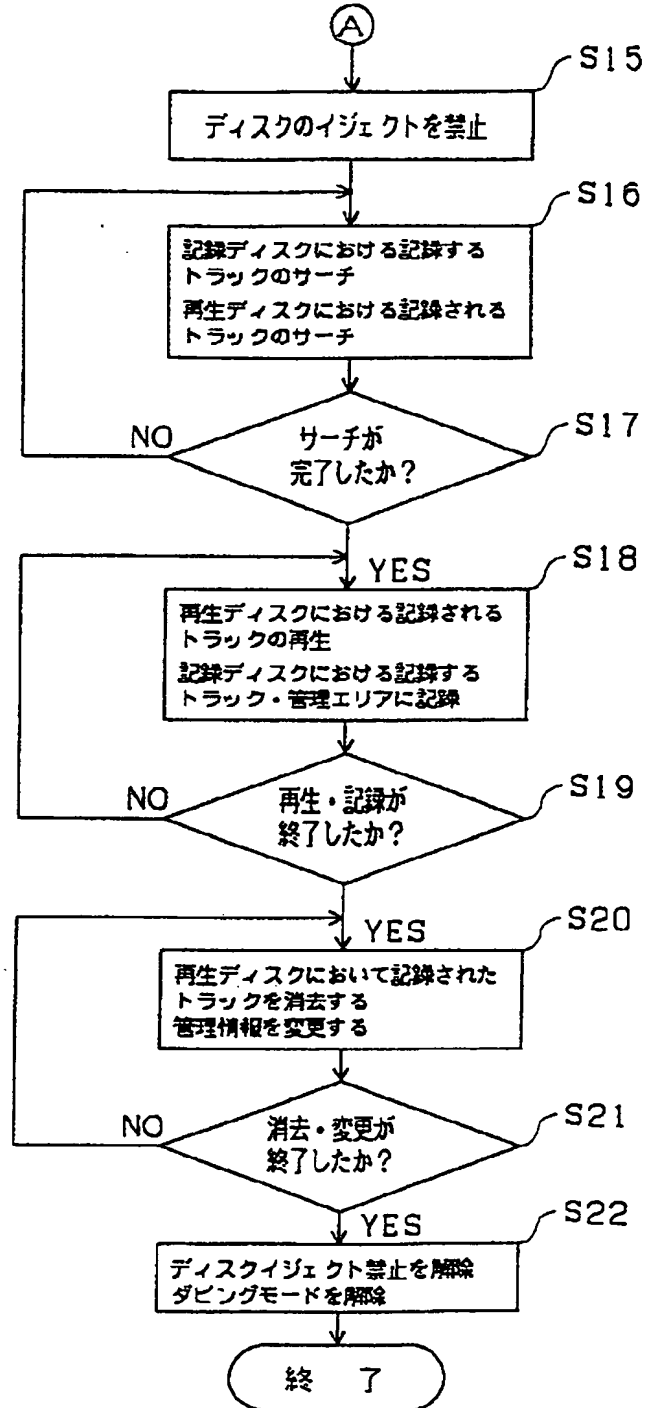 A
S15
ディスクのイジェクトを禁止
S16
記録ディスクにおける記録する
トラックのサーチ
再生ディスクにおける記録される
トラックのサーチ
S17
サーチが
完了したか?
NO
YES
S18
再生ディスクにおける記録される
トラックの再生
記録ディスクにおける記録する
トラック・管理エリアに記録
S19
再生・記録が
終了したか?
NO
YES
S20
再生ディスクにおいて記録された
トラックを消去する
管理情報を変更する
S21
消去・変更が
終了したか?
NO
YES
S22
ディスクイジェクト禁止を解除
ダビングモードを解除
終 了